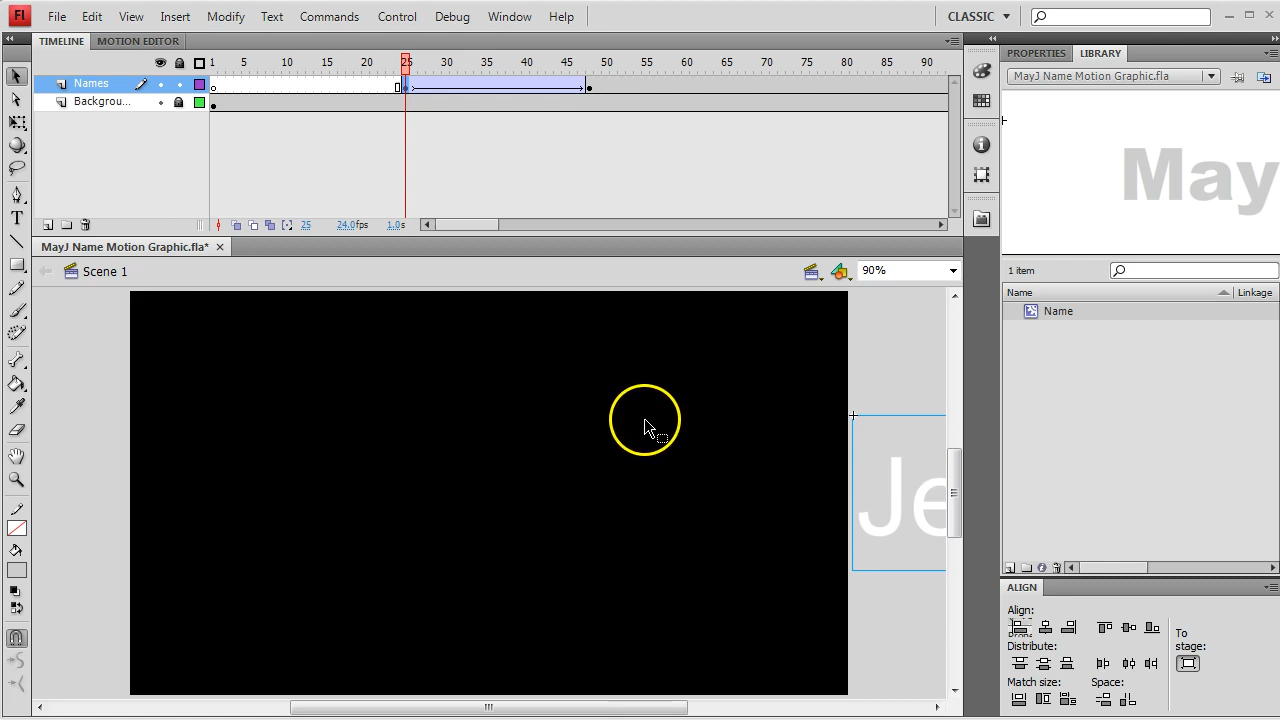 Fl File Edit View Insert Modify Text Commands Control Debug Window Help CLASSIC
TIMELINE MOTION EDITOR
1 5 10 15 20 25 30 35 40 45 50 55 60 65 70 75 80 85 90
Names
Backgrou...
25 24.0fps 1.0s
MayJ Name Motion Graphic.fla*
Scene 1
90%
Je
PROPERTIES LIBRARY
MayJ Name Motion Graphic.fla
May
1 item
Name Linkage
Name
ALIGN
Align:
Distribute:
Match size: Space:
To
stage: